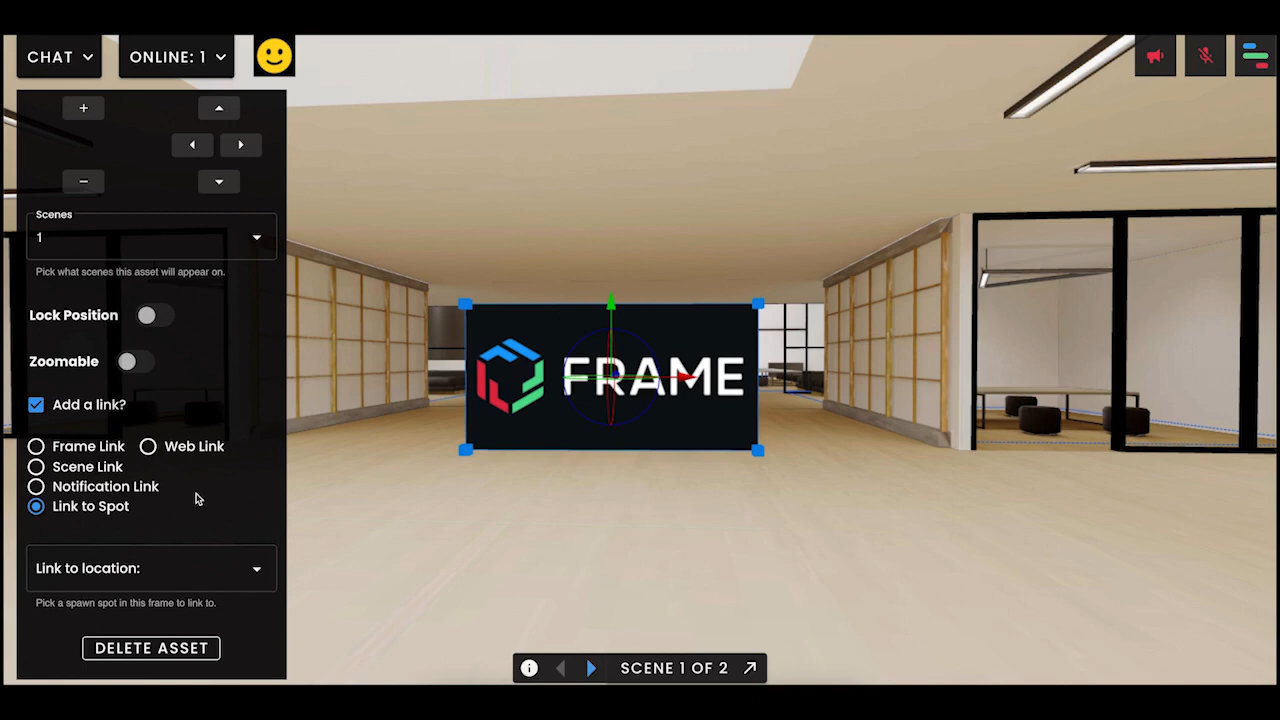 CHAT
ONLINE: 1
Scenes
1
Pick what scenes this asset will appear on.
Lock Position
Zoomable
Add a link?
Frame Link Web Link
Scene Link
Notification Link
Link to Spot
Link to location:
Pick a spawn spot in this frame to link to.
DELETE ASSET
FRAME
SCENE 1 OF 2